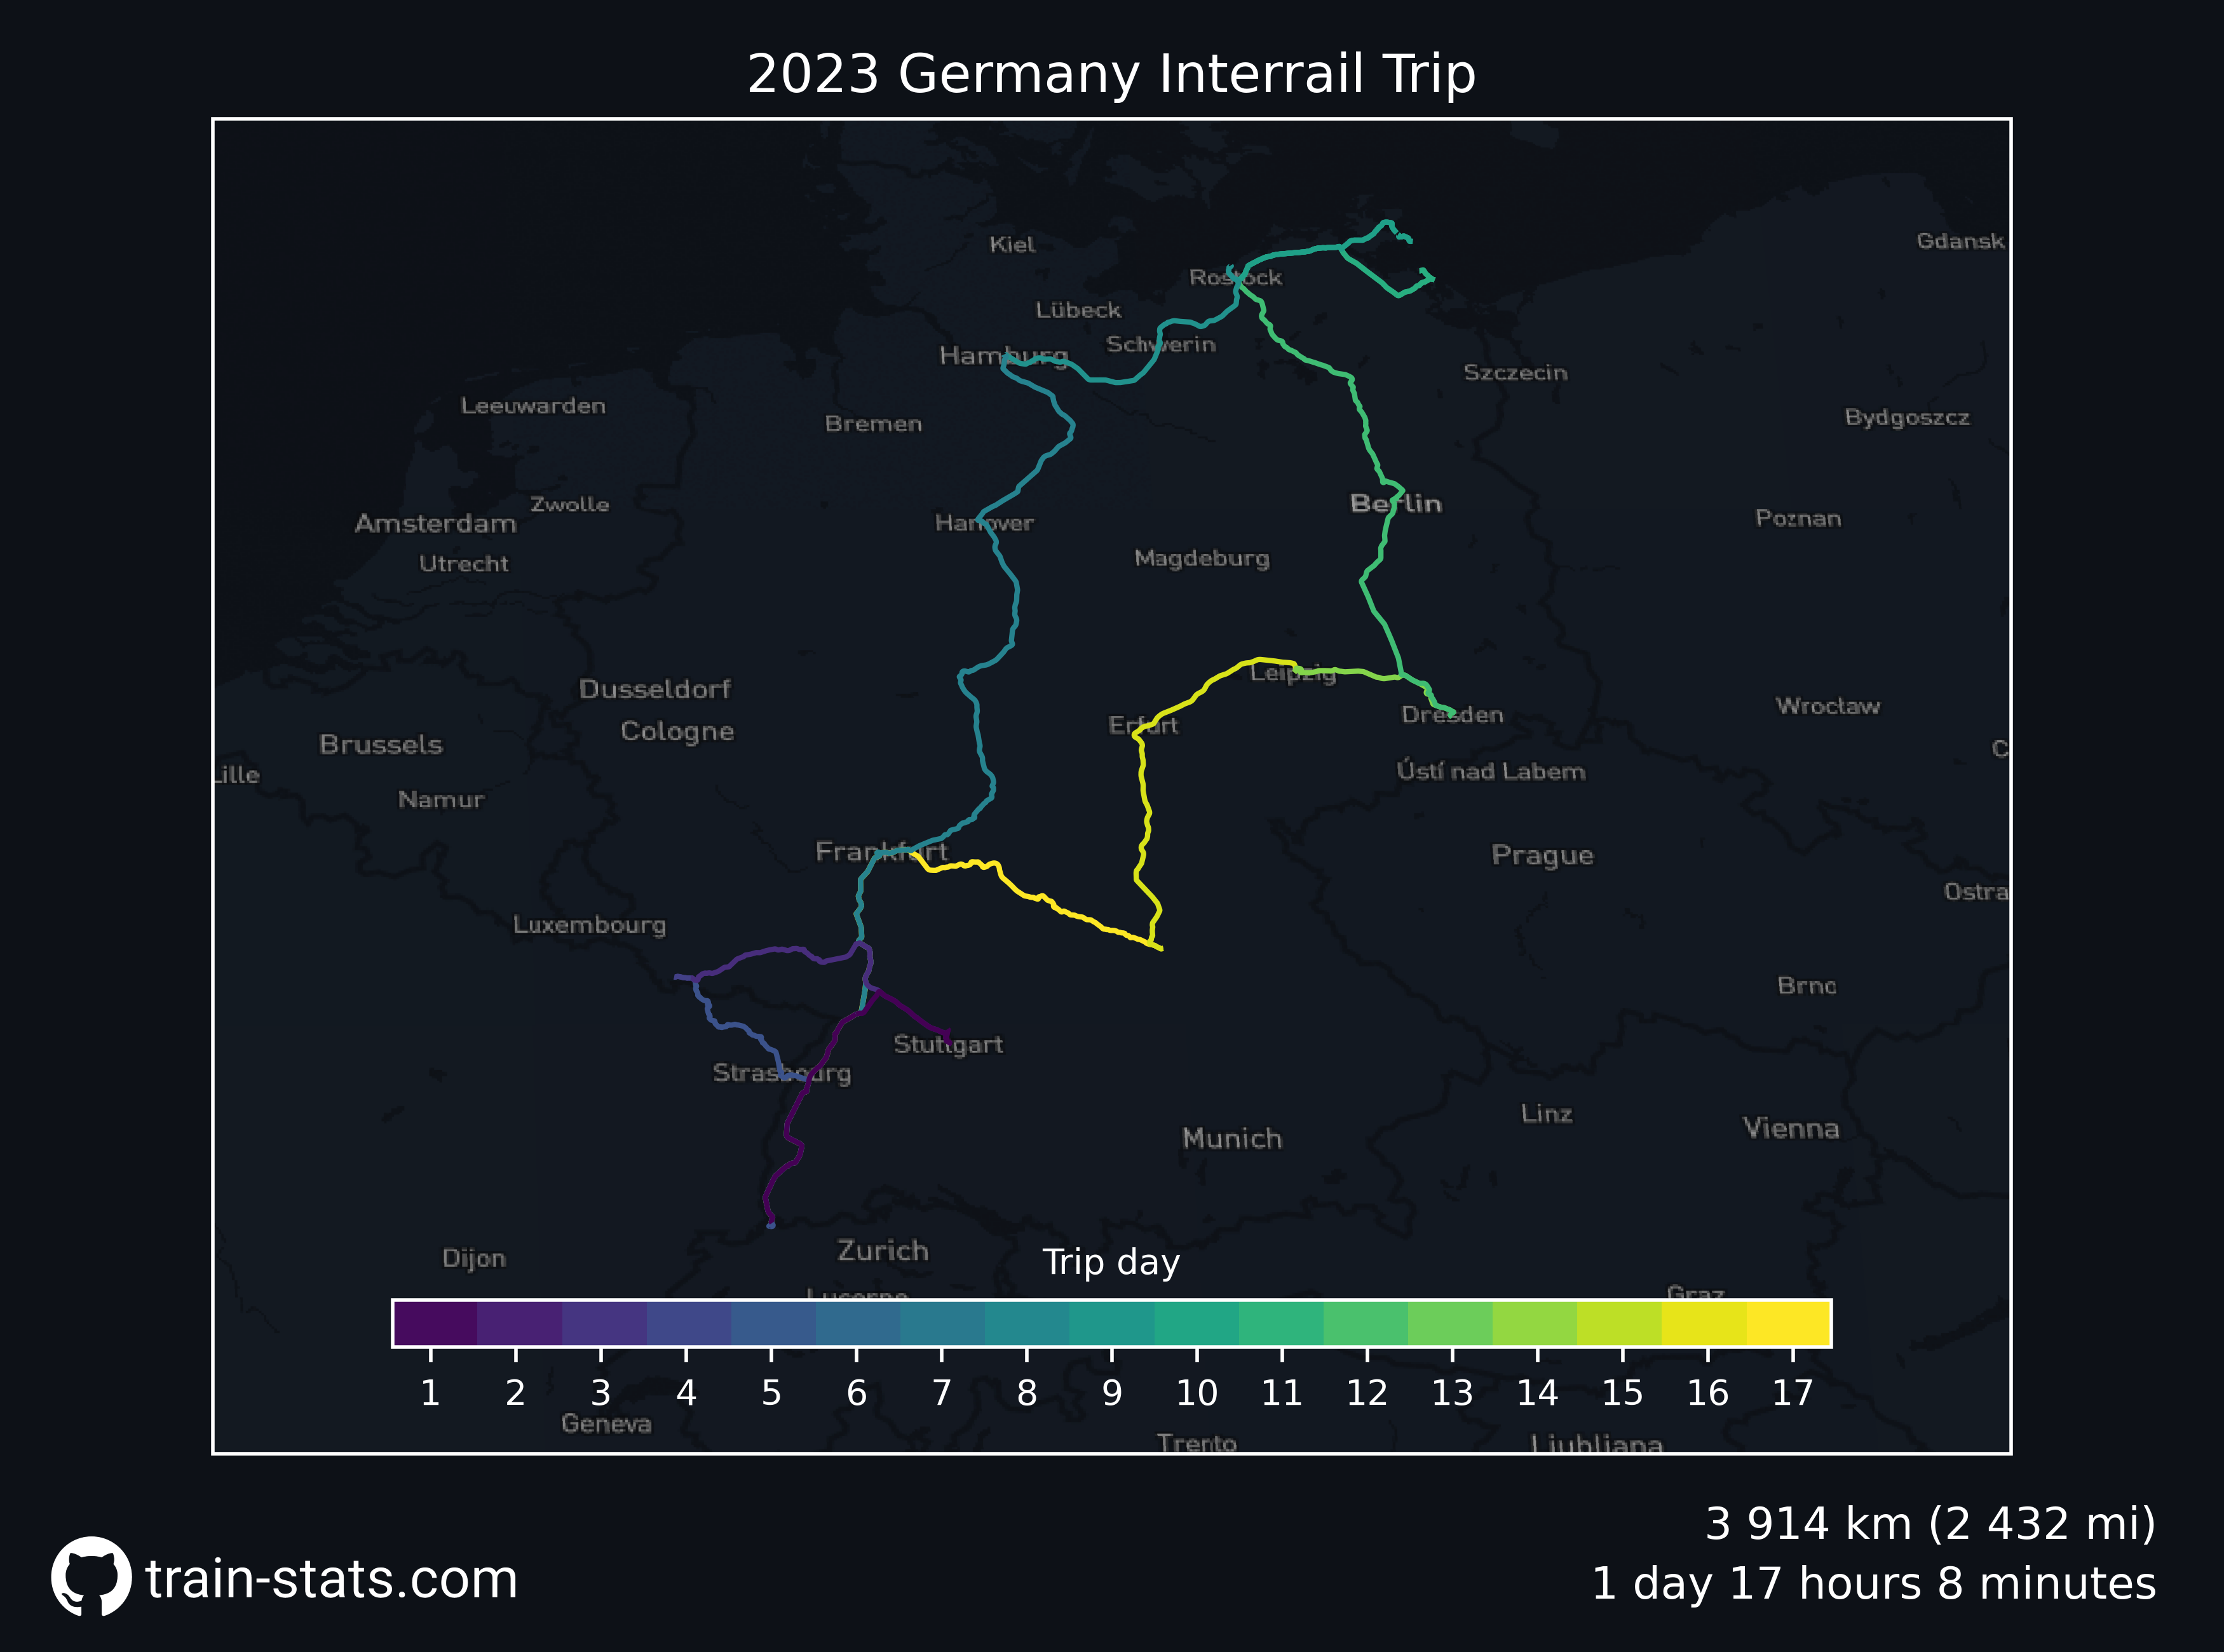 2023 Germany Interrail Trip
Kiel
Gdansk
Rostock
Lübeck
Schwerin
Hamburg
Szczecin
Leeuwarden
Bremen
Bydgoszcz
Zwolle
Berlin
Amsterdam
Hanover
Poznan
Utrecht
Magdeburg
Leipzig
Dusseldorf
Cologne
Erfurt
Dresden
Wrocław
Brussels
Lille
Ústí nad Labem
Namur
Frankfurt
Prague
Ostra
Luxembourg
Brno
Stuttgart
Strasbourg
Linz
Vienna
Munich
Zurich
Dijon
Trip day
Lucerne
Graz
1 2 3 4 5 6 7 8 9 10 11 12 13 14 15 16 17
Geneva
Trento
Ljubljana
3 914 km (2 432 mi)
train-stats.com
1 day 17 hours 8 minutes